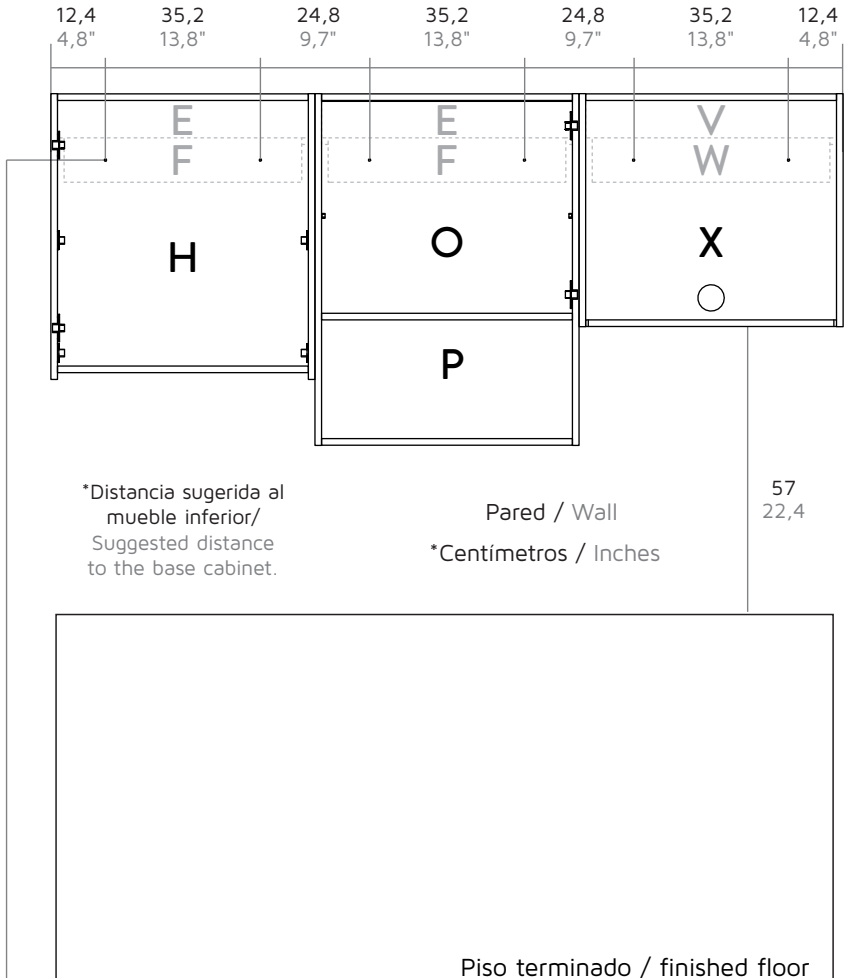 12,4 35,2 24,8 35,2 24,8 35,2 12,4
4,8" 13,8" 9,7" 13,8" 9,7" 13,8" 4,8"
E E V
F F W
H O X
P
*Distancia sugerida al
mueble inferior/
Suggested distance
to the base cabinet.
Pared / Wall
*Centímetros / Inches
57
22,4
Piso terminado / finished floor